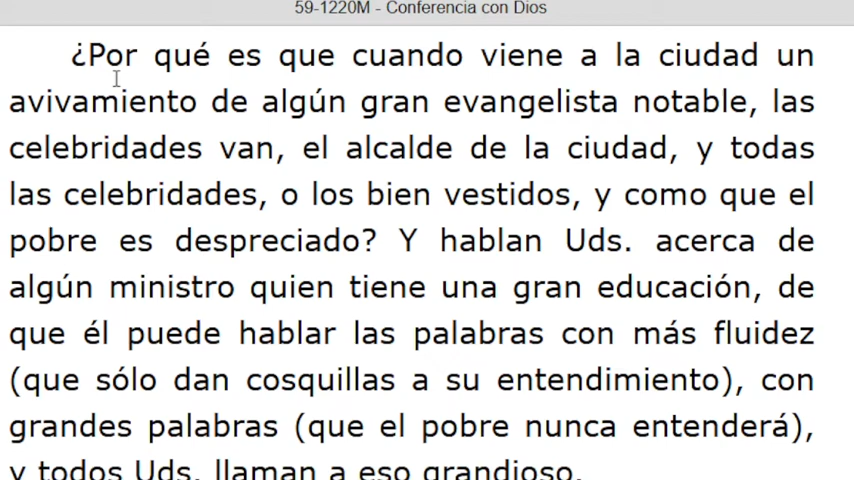 59-1220M - Conferencia con Dios
¿Por qué es que cuando viene a la ciudad un
avivamiento de algún gran evangelista notable, las
celebridades van, el alcalde de la ciudad, y todas
las celebridades, o los bien vestidos, y como que el
pobre es despreciado? Y hablan Uds. acerca de
algún ministro quien tiene una gran educación, de
que él puede hablar las palabras con más fluidez
(que sólo dan cosquillas a su entendimiento), con
grandes palabras (que el pobre nunca entenderá),
y todos Uds. llaman a eso grandioso.